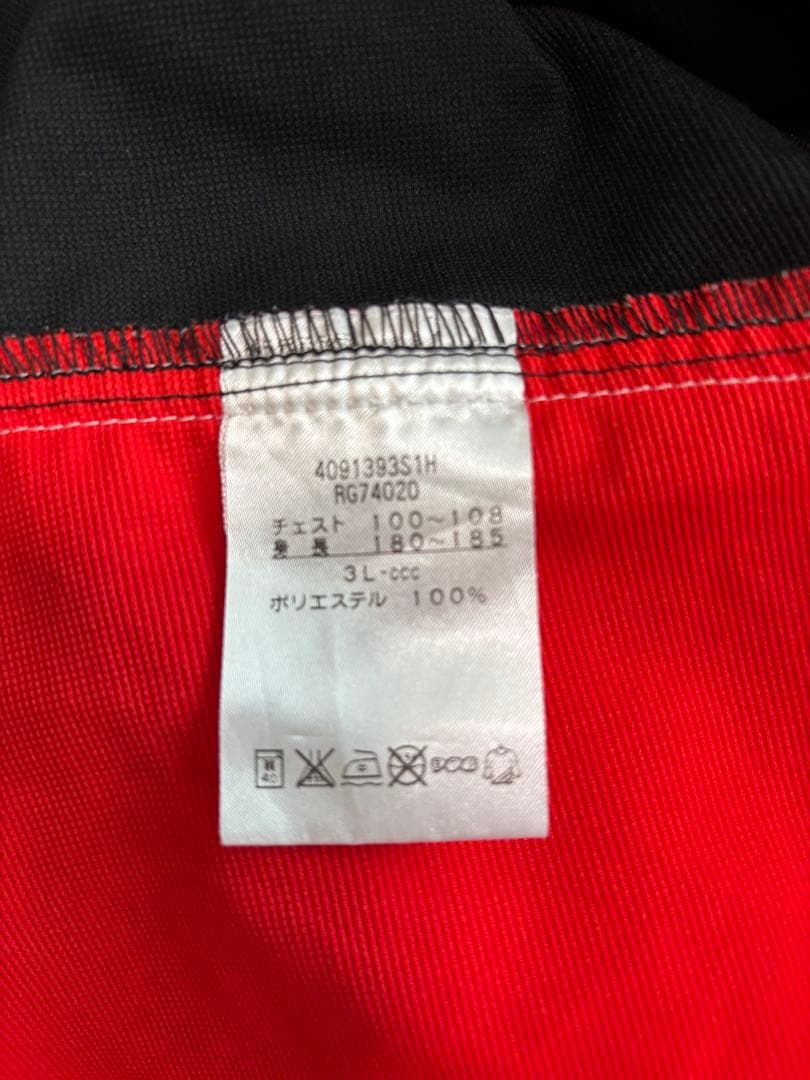 4091393S1H
RG74020
チェスト 100~108
身 長 180~185
3L-ccc
ポリエステル 100%
40